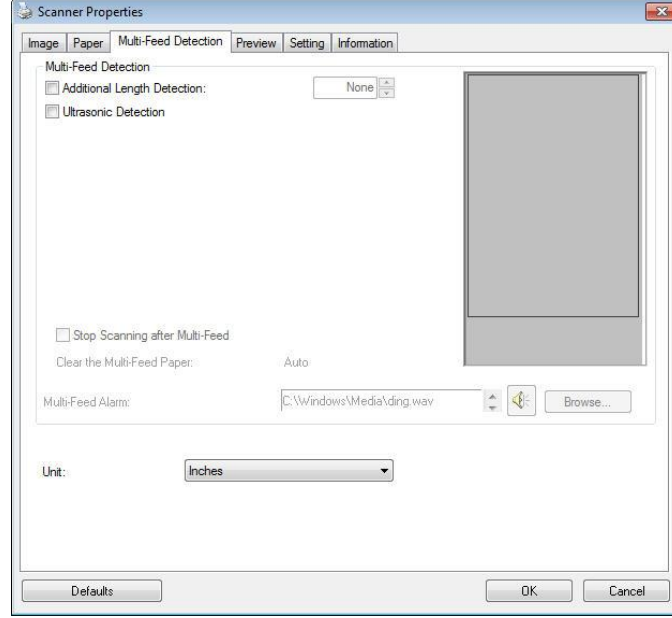 Scanner Properties
Image Paper Multi-Feed Detection Preview Setting Information
Multi-Feed Detection
Additional Length Detection: None
Ultrasonic Detection
Stop Scanning after Multi-Feed
Clear the Multi-Feed Paper: Auto
Multi-Feed Alarm: C:\Windows\Media\ding.wav Browse...
Unit: Inches
Defaults OK Cancel